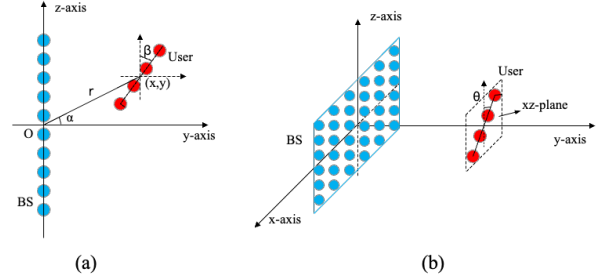 z-axis
β
User
r
(x,y)
α
O
y-axis
BS
(a)
z-axis
User
θ
xz-plane
BS
y-axis
x-axis
(b)